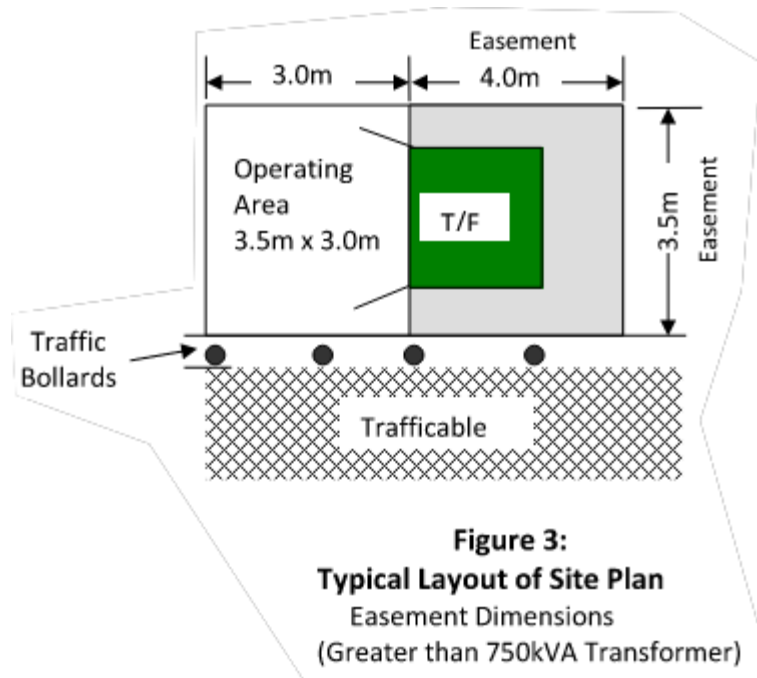 Easement
3.0m
4.0m
Operating
Area
3.5m x 3.0m
T/F
3.5m
Easement
Traffic
Bollards
Trafficable
Figure 3:
Typical Layout of Site Plan
Easement Dimensions
(Greater than 750kVA Transformer)